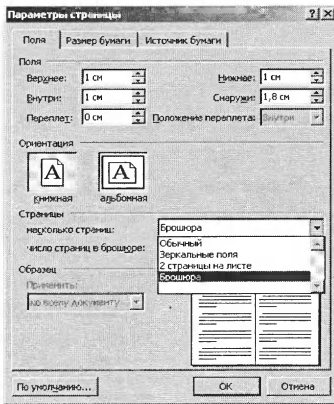 Параметры страницы
Поля Размер бумаги Источник бумаги
Поля
Верхнее: 1 см Нижнее: 1 см
Внутри: 1 см Снаружи: 1,8 см
Переплет: 0 см Положение переплета: Внутри
Ориентация
A A
книжная альбомная
Страницы
несколько страниц: Брошюра
число страниц в брошюре:
Обычный
Зеркальные поля
2 страницы на листе
Брошюра
Образец
Применить:
ко всему документу
По умолчанию... ОК Отмена